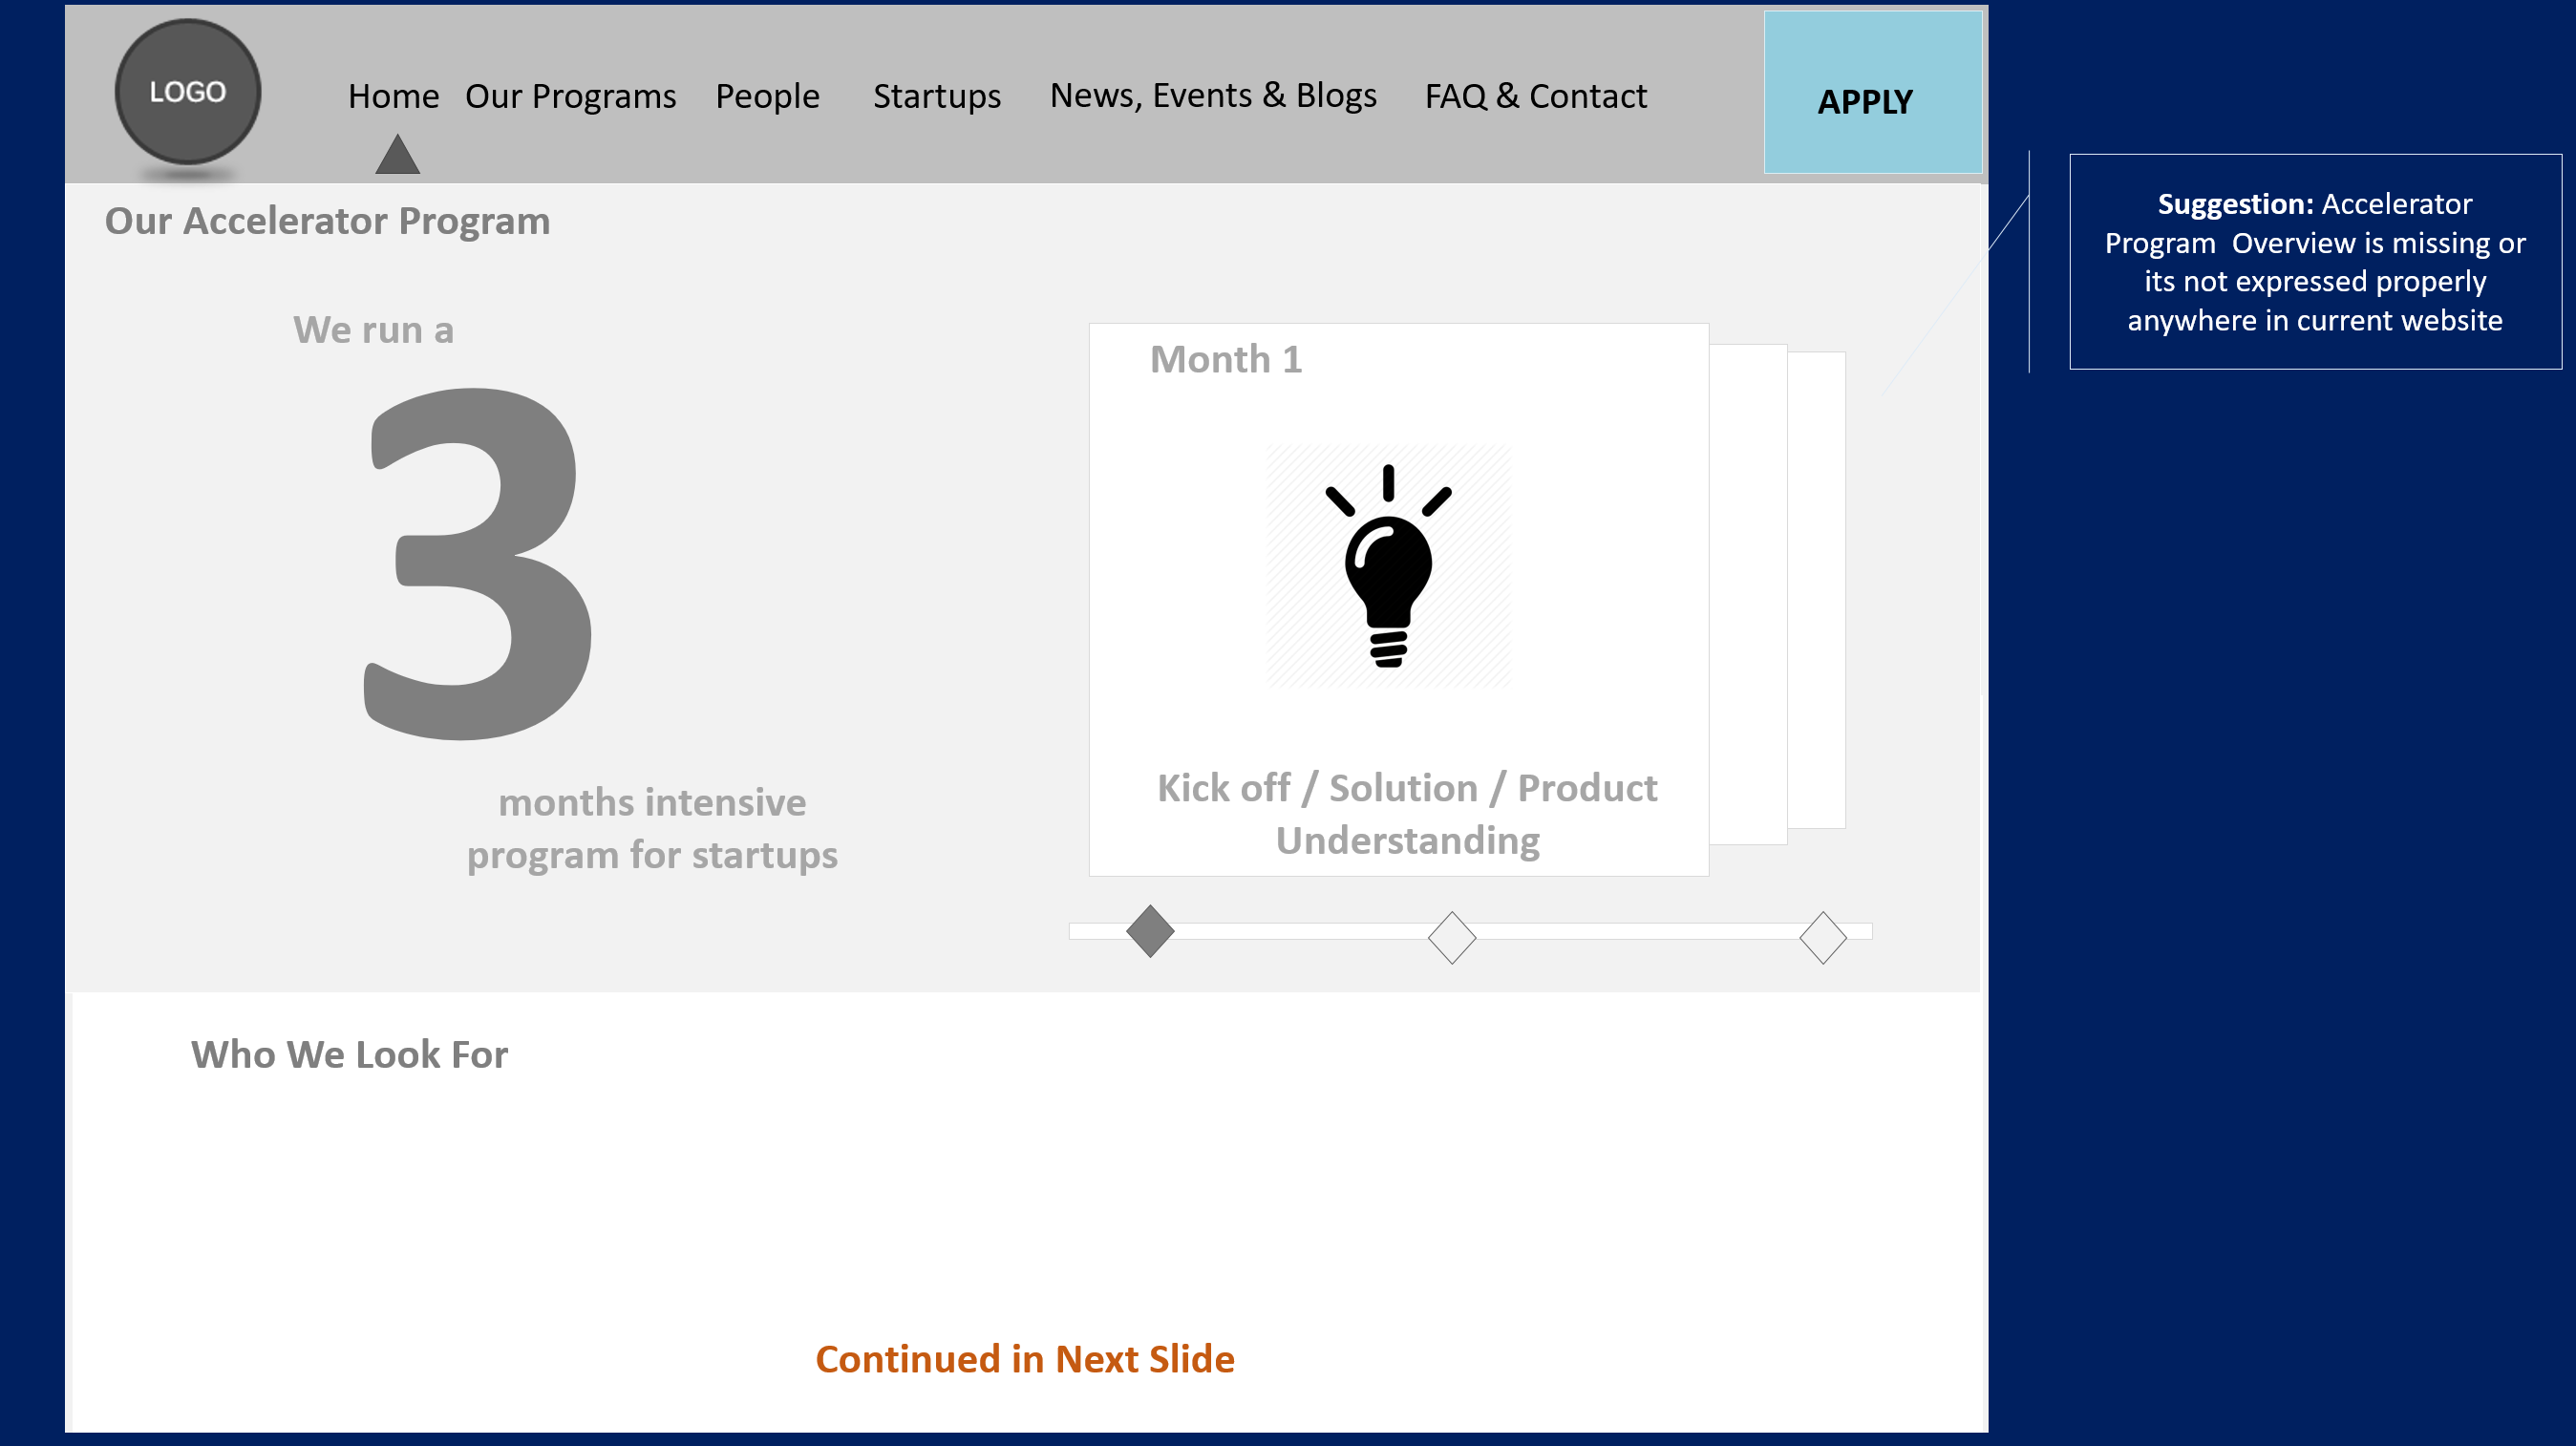 LOGO
Home Our Programs People Startups News, Events & Blogs FAQ & Contact APPLY
Our Accelerator Program
We run a
3
months intensive
program for startups
Month 1
Kick off / Solution / Product
Understanding
Who We Look For
Continued in Next Slide
Suggestion: Accelerator
Program Overview is missing or
its not expressed properly
anywhere in current website